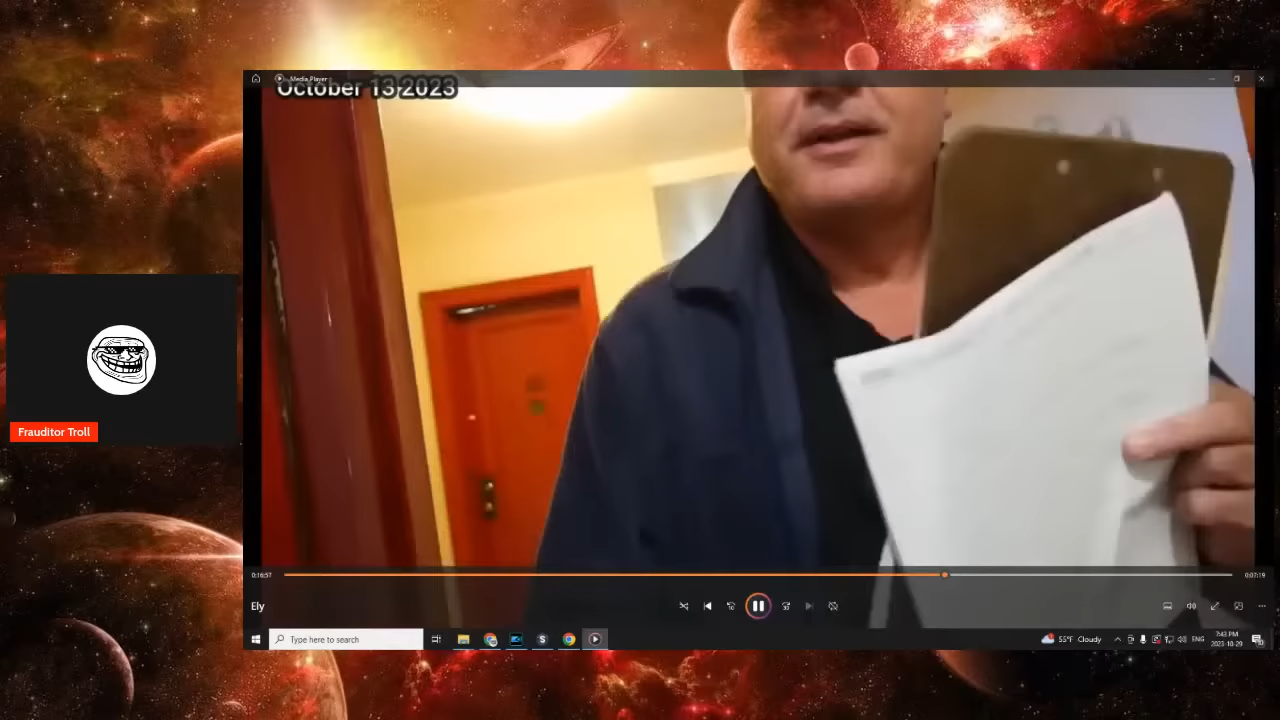 Media Player
October 13 2023
Frauditor Troll
0:16:57
0:07:19
Ely
Type here to search
55°F Cloudy
ENG
7:43 PM
2023-10-29